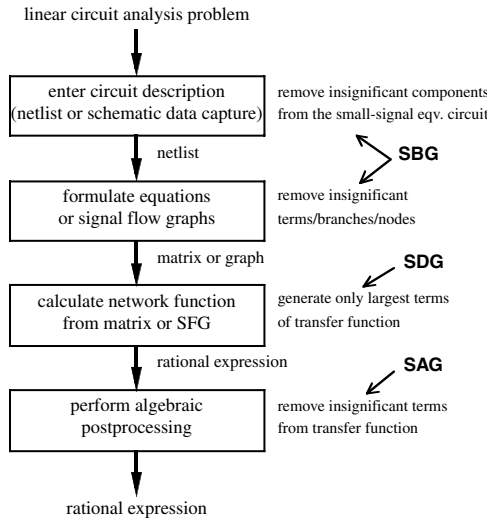 linear circuit analysis problem
enter circuit description
(netlist or schematic data capture)
remove insignificant components
from the small-signal eqv. circuit
netlist
SBG
formulate equations
or signal flow graphs
remove insignificant
terms/branches/nodes
matrix or graph
SDG
calculate network function
from matrix or SFG
generate only largest terms
of transfer function
rational expression
SAG
perform algebraic
postprocessing
remove insignificant terms
from transfer function
rational expression